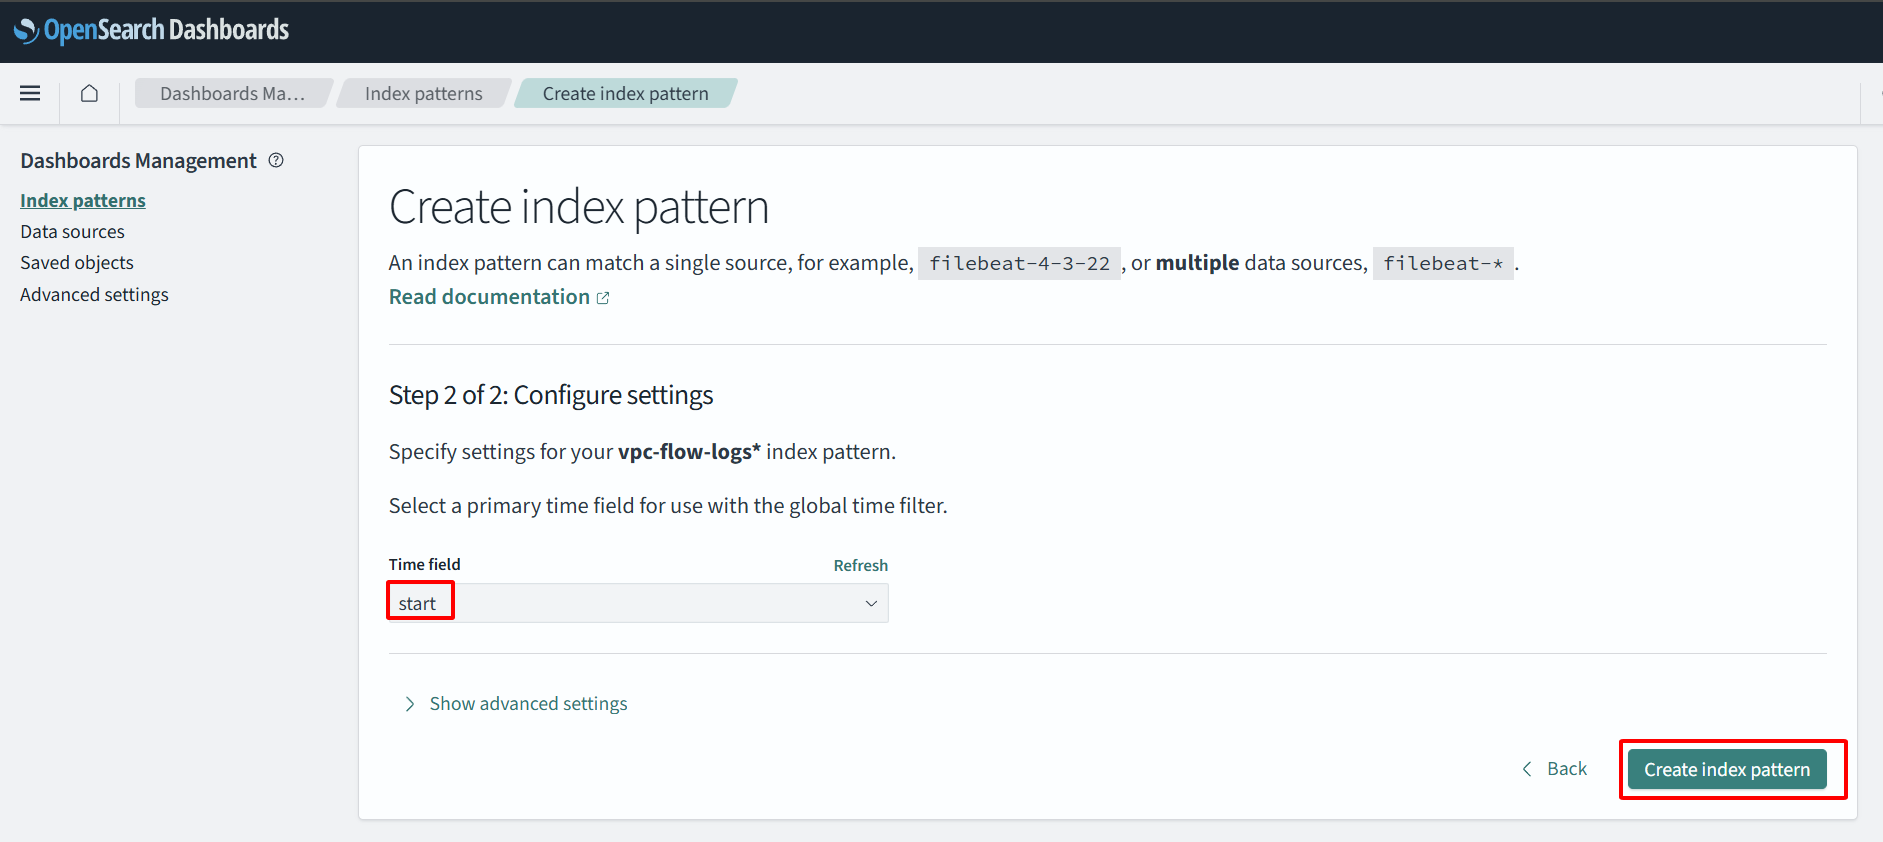 OpenSearch Dashboards
Dashboards Ma...
Index patterns
Create index pattern
Dashboards Management
Index patterns
Data sources
Saved objects
Advanced settings
Create index pattern
An index pattern can match a single source, for example, filebeat-4-3-22 , or multiple data sources, filebeat-* .
Read documentation
Step 2 of 2: Configure settings
Specify settings for your vpc-flow-logs* index pattern.
Select a primary time field for use with the global time filter.
Time field
Refresh
start
Show advanced settings
Back
Create index pattern